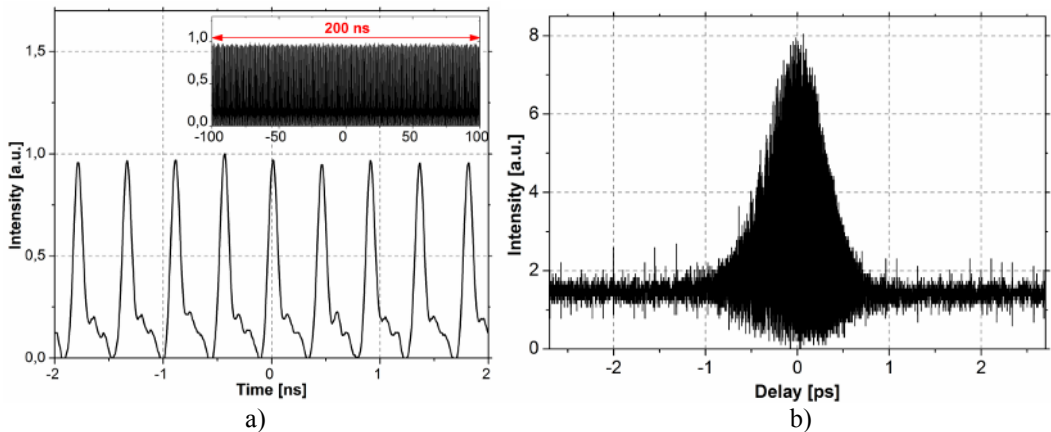 200 ns
1,0
0,5
0,0
-100 -50 0 50 100
1,5
1,0
0,5
0,0
Intensity [a.u.]
-2 -1 0 1 2
Time [ns]
a)
8
6
4
2
0
Intensity [a.u.]
-2 -1 0 1 2
Delay [ps]
b)